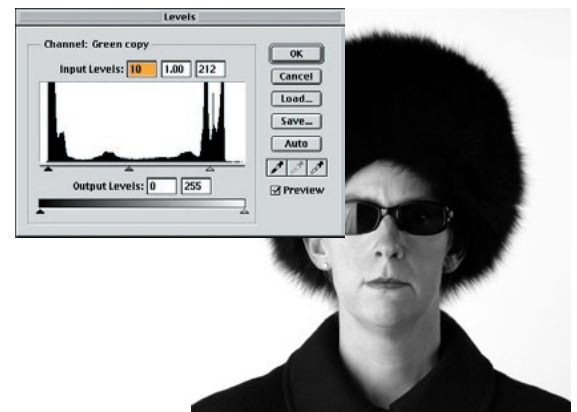 Levels
Channel: Green copy
Input Levels: 10 1.00 212
Output Levels: 0 255
OK
Cancel
Load...
Save...
Auto
Preview